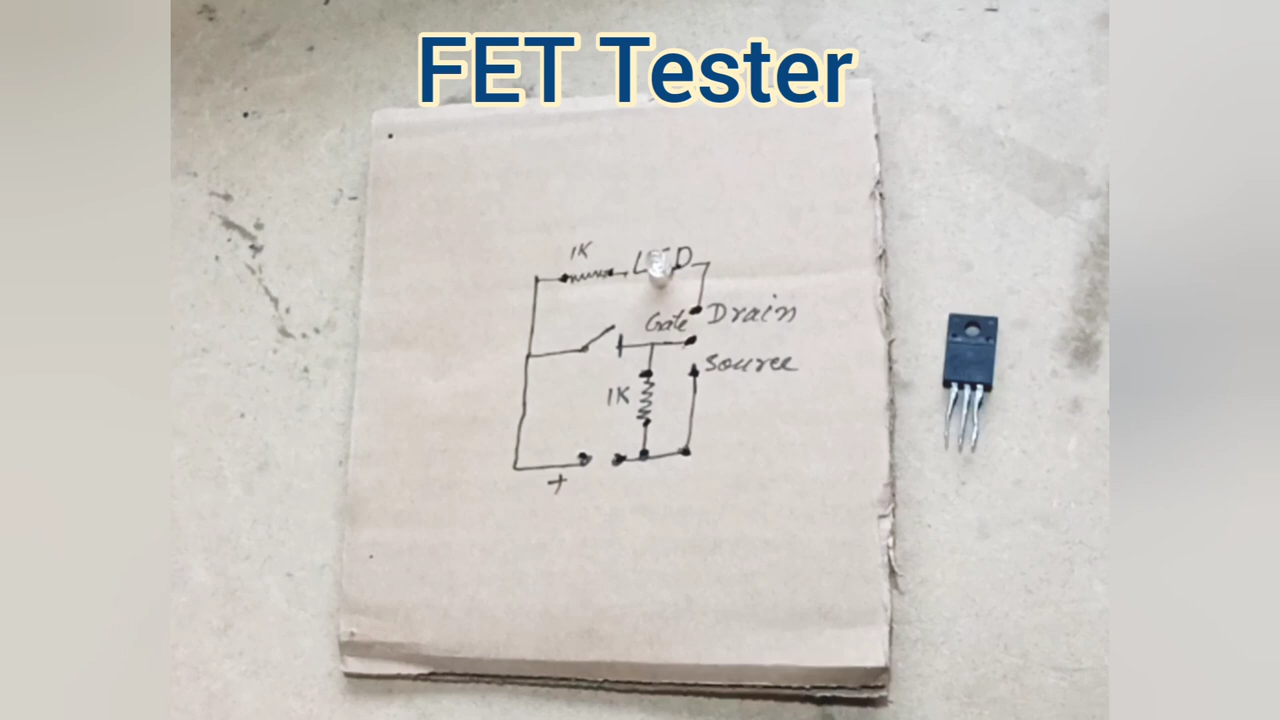 FET Tester
1K LED
Drain
Gate
Source
1K
+